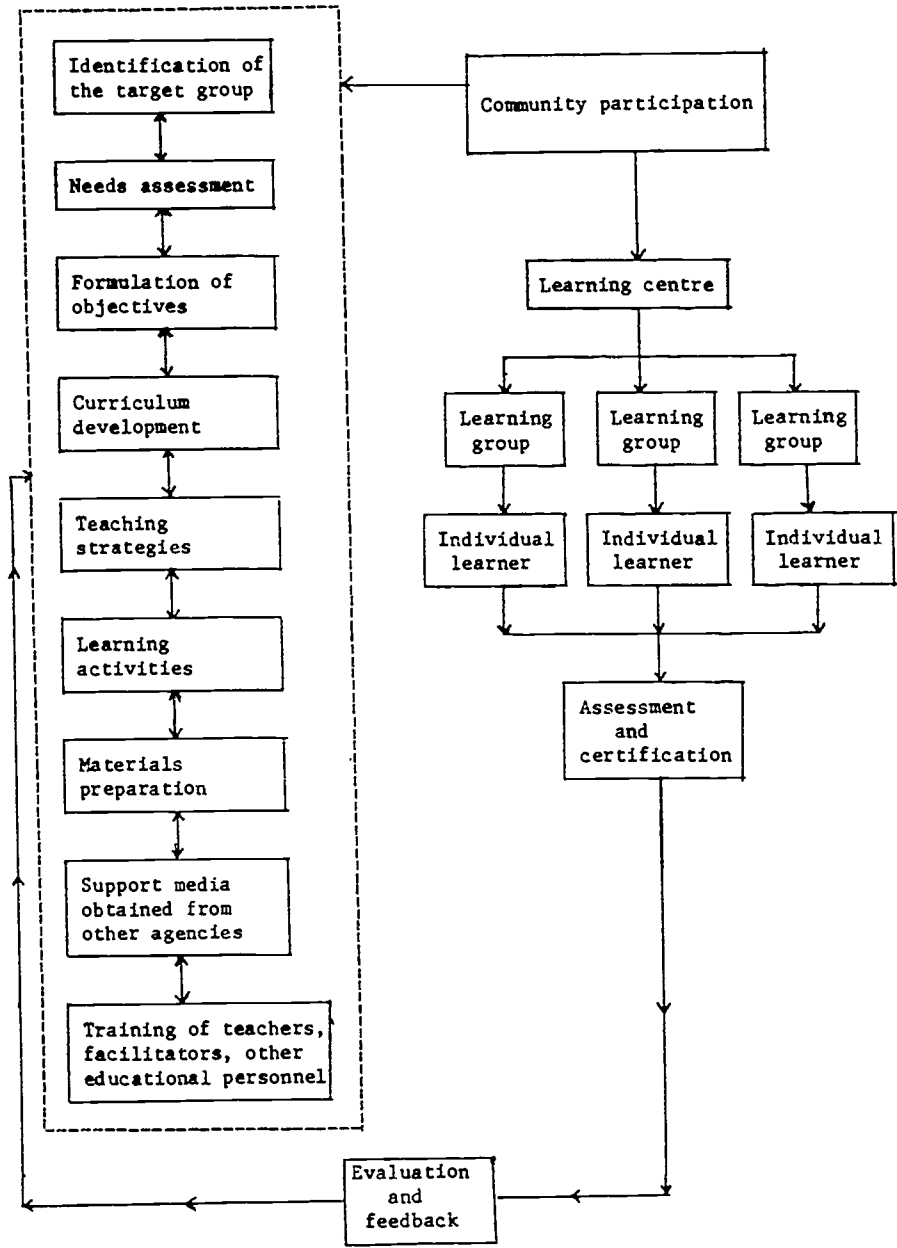 Identification of
the target group
Needs assessment
Formulation of
objectives
Curriculum
development
Teaching
strategies
Learning
activities
Materials
preparation
Support media
obtained from
other agencies
Training of teachers,
facilitators, other
educational personnel
Community participation
Learning centre
Learning
group
Learning
group
Learning
group
Individual
learner
Individual
learner
Individual
learner
Assessment
and
certification
Evaluation
and
feedback